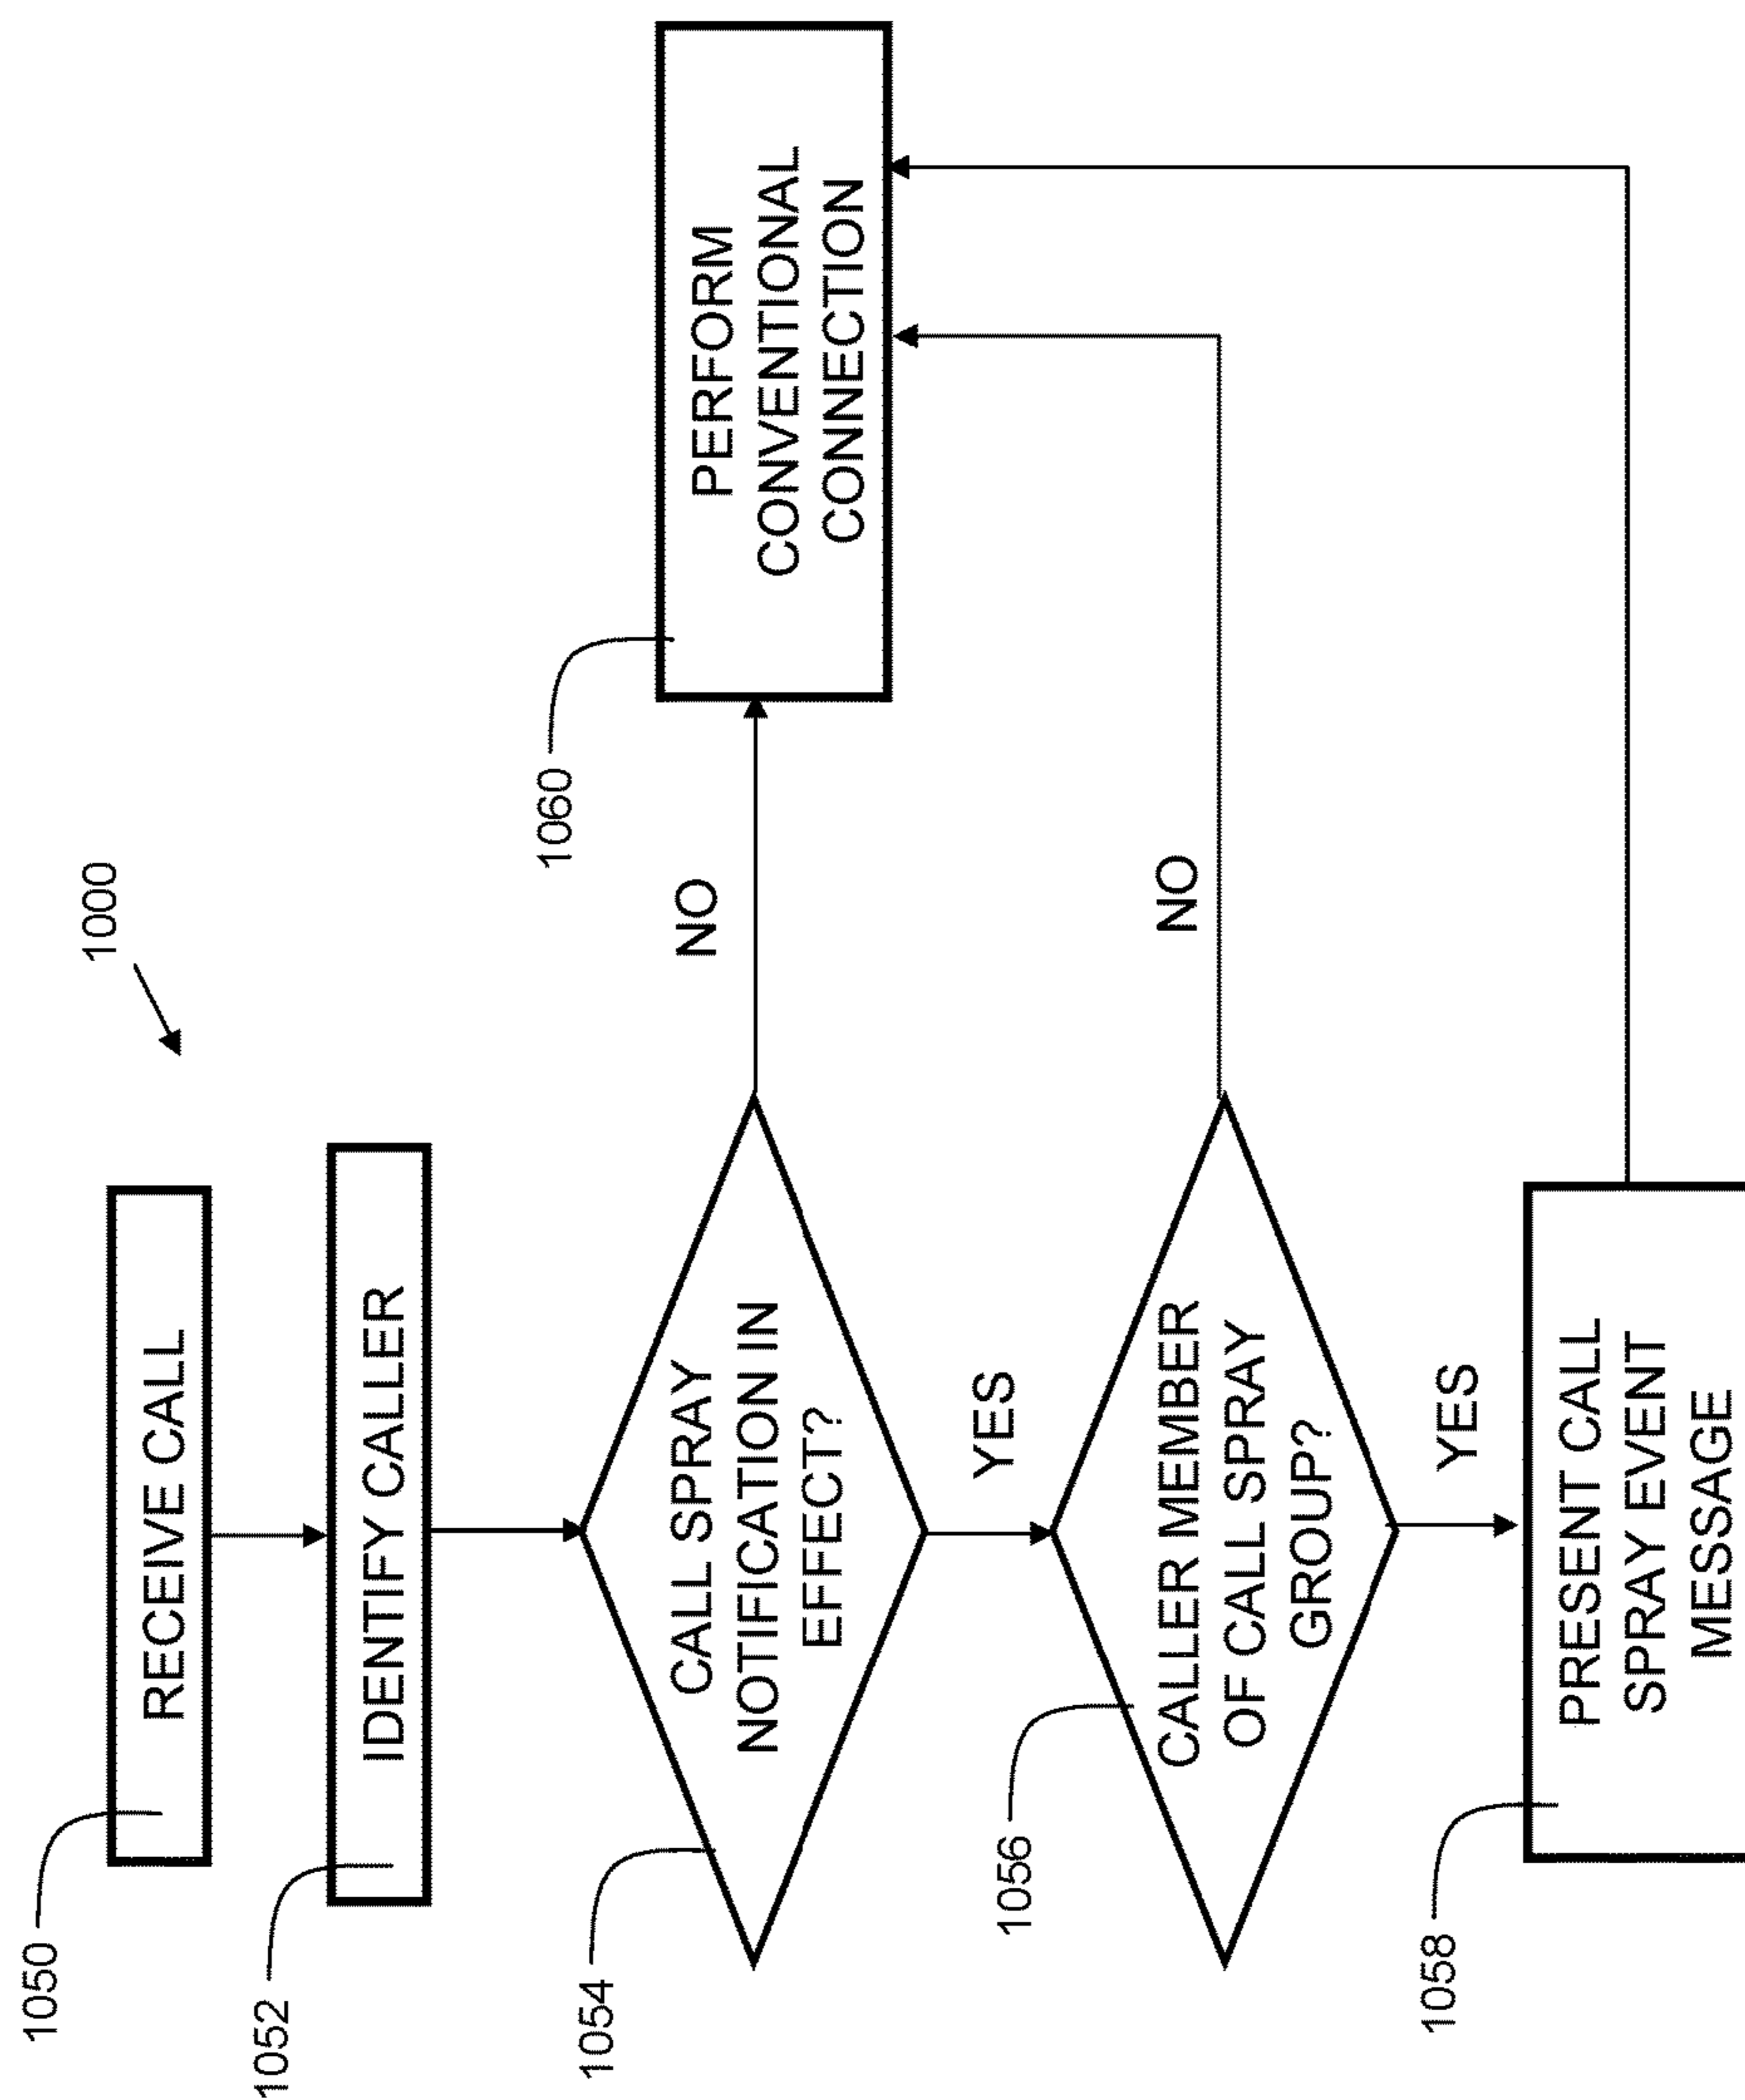 1000
1050
RECEIVE CALL
1052
IDENTIFY CALLER
1054
CALL SPRAY
NOTIFICATION IN
EFFECT?
NO
1060
PERFORM
CONVENTIONAL
CONNECTION
YES
1056
CALLER MEMBER
OF CALL SPRAY
GROUP?
NO
YES
1058
PRESENT CALL
SPRAY EVENT
MESSAGE